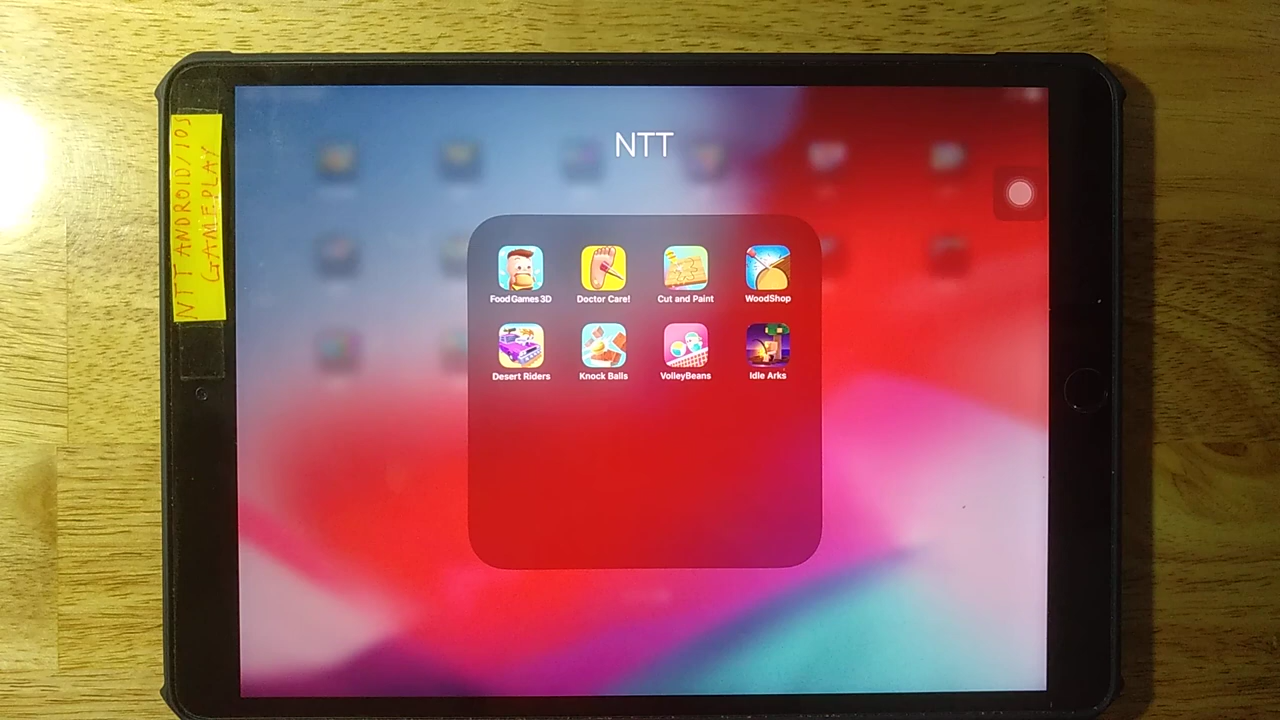 NTT ANDROID/IOS
GAMEPLAY
NTT
Food Games 3D
Doctor Care!
Cut and Paint
WoodShop
Desert Riders
Knock Balls
VolleyBeans
Idle Arks